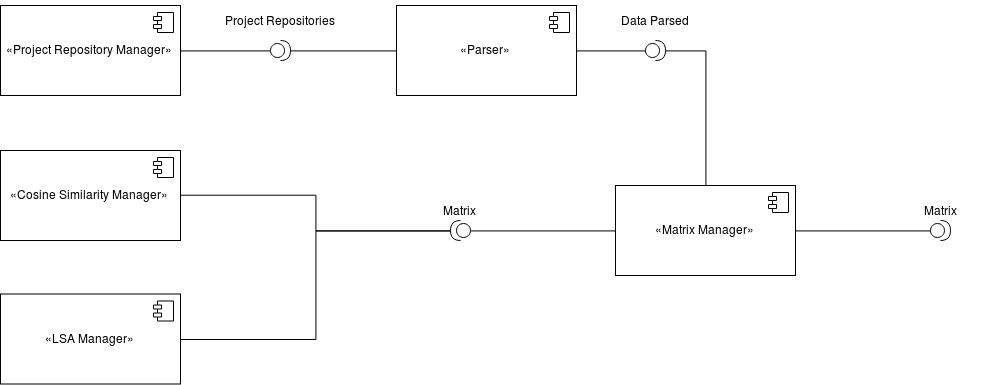 Project Repositories
Data Parsed
«Project Repository Manager»
«Parser»
«Cosine Similarity Manager»
Matrix
Matrix
«Matrix Manager»
«LSA Manager»